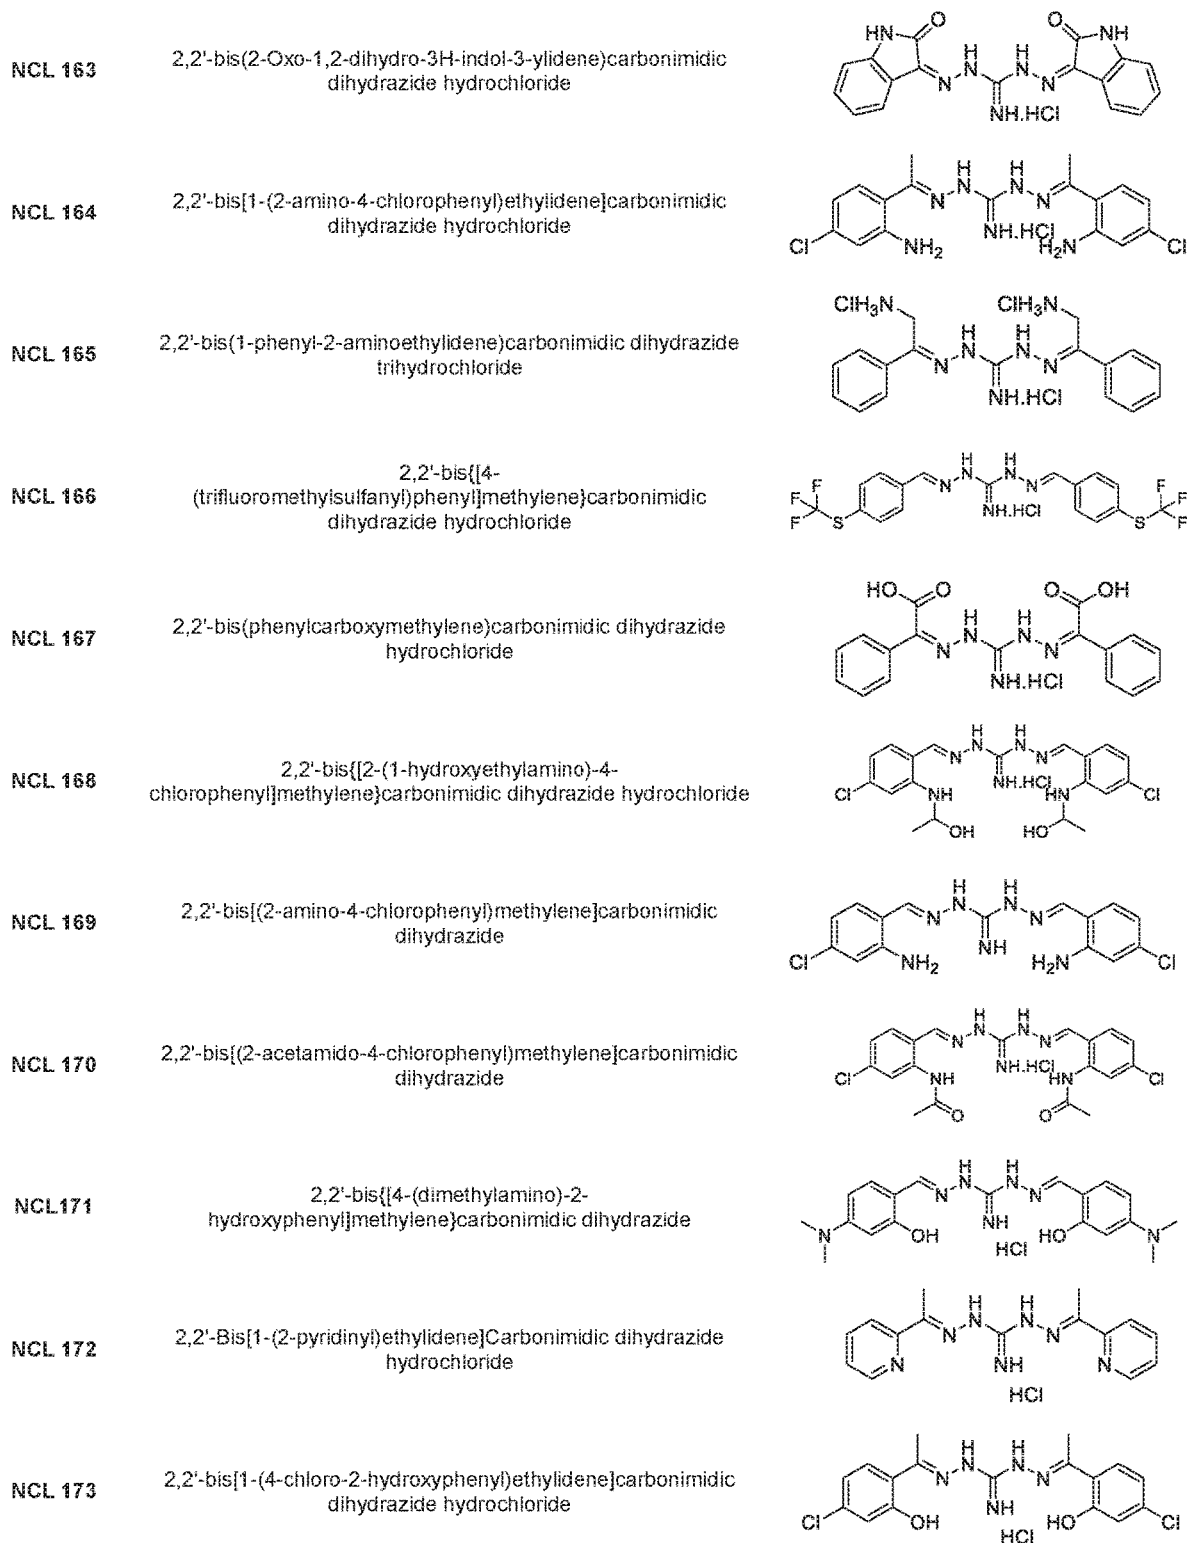 NCL 163
2,2'-bis(2-Oxo-1,2-dihydro-3H-indol-3-ylidene)carbonimidic
dihydrazide hydrochloride
HN O O NH
H H
N N N N
NH.HCl
NCL 164
2,2'-bis[1-(2-amino-4-chlorophenyl)ethylidene]carbonimidic
dihydrazide hydrochloride
H H
N N N N
NH.HCl
Cl NH2 H2N Cl
NCL 165
2,2'-bis(1-phenyl-2-aminoethylidene)carbonimidic dihydrazide
trihydrochloride
ClH3N ClH3N
H H
N N N N
NH.HCl
NCL 166
2,2'-bis{[4-
(trifluoromethylsulfanyl)phenyl]methylene}carbonimidic
dihydrazide hydrochloride
H H
N N N N
NH.HCl
F F F S S F F F
NCL 167
2,2'-bis(phenylcarboxymethylene)carbonimidic dihydrazide
hydrochloride
HO O O OH
H H
N N N N
NH.HCl
NCL 168
2,2'-bis{[2-(1-hydroxyethylamino)-4-
chlorophenyl]methylene}carbonimidic dihydrazide hydrochloride
H H
N N N N
NH.HCl
Cl NH HN Cl
OH HO
NCL 169
2,2'-bis[(2-amino-4-chlorophenyl)methylene]carbonimidic
dihydrazide
H H
N N N N
NH
Cl NH2 H2N Cl
NCL 170
2,2'-bis[(2-acetamido-4-chlorophenyl)methylene]carbonimidic
dihydrazide
H H
N N N N
NH.HCl
Cl NH HN Cl
O O
NCL171
2,2'-bis{[4-(dimethylamino)-2-
hydroxyphenyl]methylene}carbonimidic dihydrazide
H H
N N N N
NH
N OH HO N
HCl
NCL 172
2,2'-Bis[1-(2-pyridinyl)ethylidene]Carbonimidic dihydrazide
hydrochloride
H H
N N N N
N NH N
HCl
NCL 173
2,2'-bis[1-(4-chloro-2-hydroxyphenyl)ethylidene]carbonimidic
dihydrazide hydrochloride
H H
N N N N
NH
Cl OH HO Cl
HCl